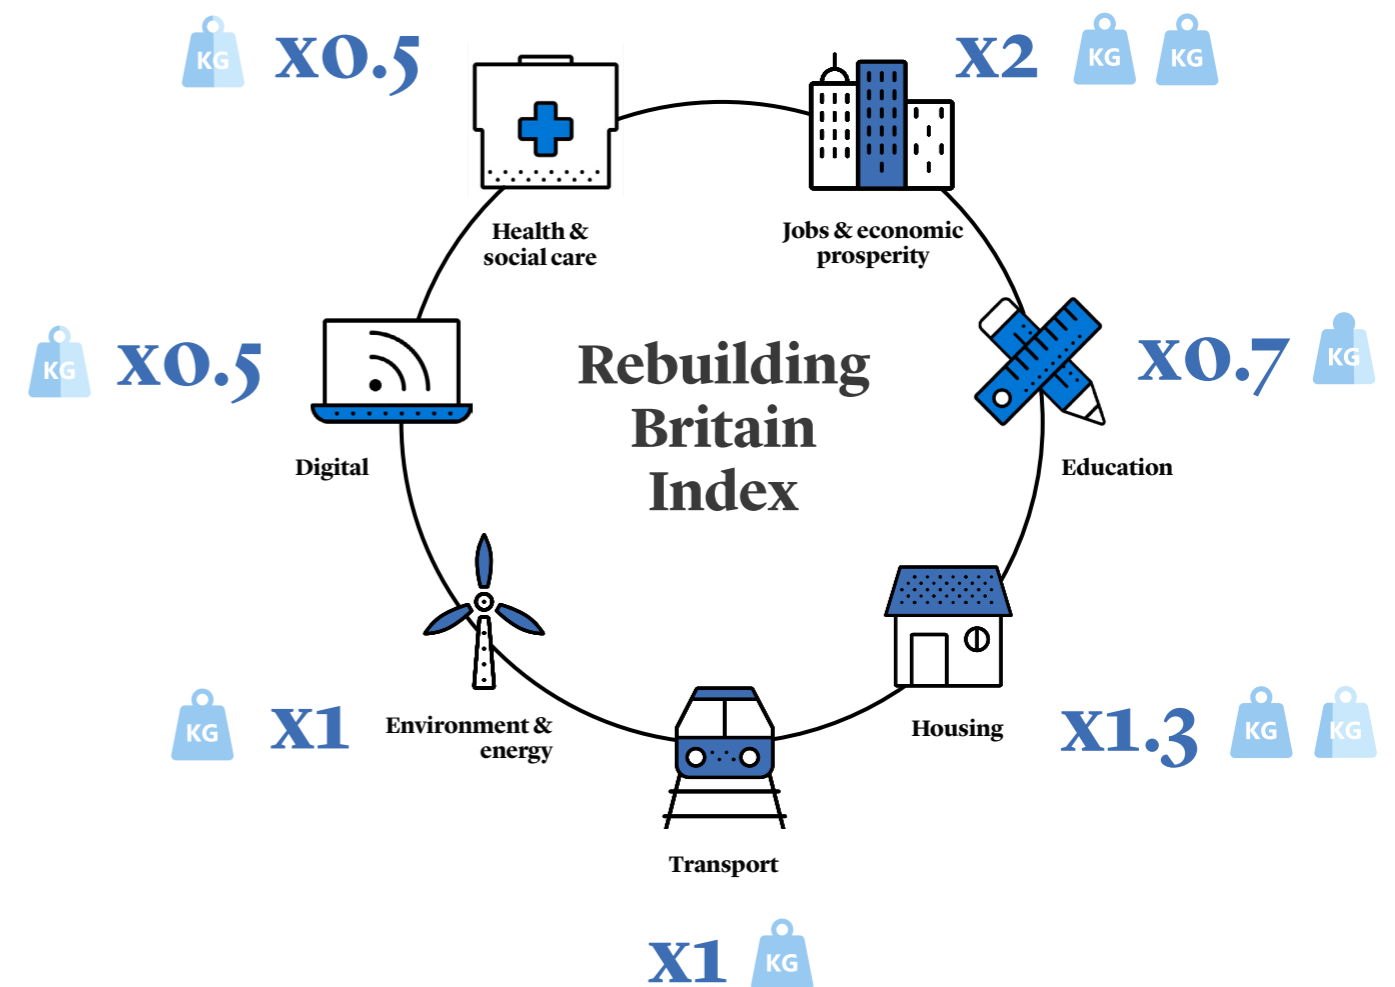 KG
x0.5
x2
KG
KG
Health &
social care
Jobs & economic
prosperity
KG
x0.5
Rebuilding
Britain
Index
x0.7
KG
Digital
Education
KG
x1
Environment &
energy
Housing
x1.3
KG
KG
Transport
x1
KG